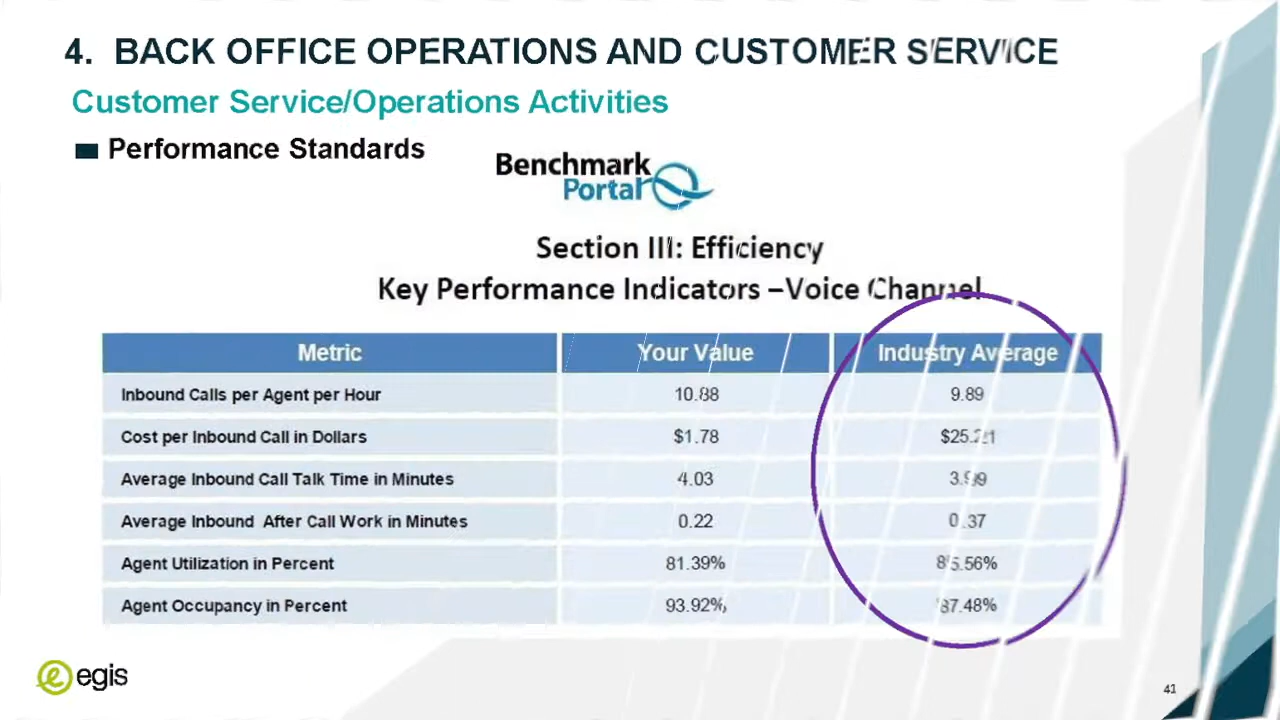 4. BACK OFFICE OPERATIONS AND CUSTOMER SERVICE
Customer Service/Operations Activities
Performance Standards
Benchmark
Portal
Section III: Efficiency
Key Performance Indicators –Voice Channel
Metric Your Value Industry Average
Inbound Calls per Agent per Hour 10.88 9.89
Cost per Inbound Call in Dollars $1.78
Average Inbound Call Talk Time in Minutes 4.03
Average Inbound After Call Work in Minutes 0.22 0.37
Agent Utilization in Percent 81.39%
Agent Occupancy in Percent 93.92% 87.48%
egis
41